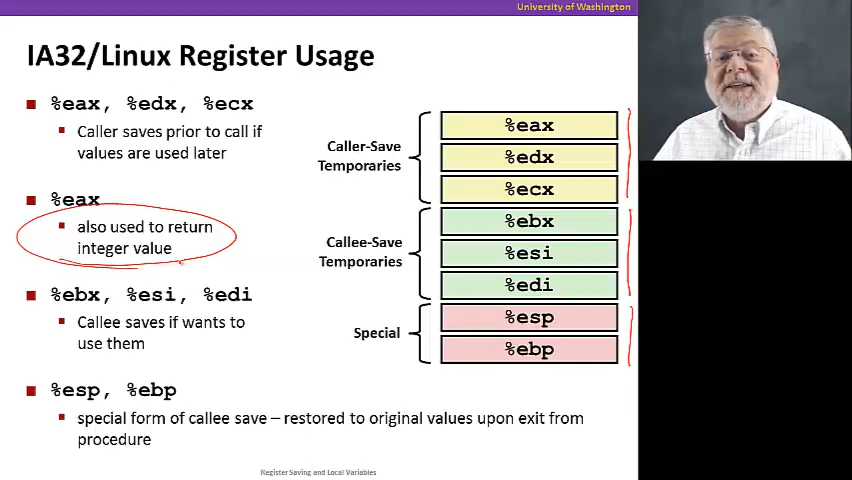 University of Washington
IA32/Linux Register Usage
%eax, %edx, %ecx
Caller saves prior to call if
values are used later
%eax
also used to return
integer value
%ebx, %esi, %edi
Callee saves if wants to
use them
%esp, %ebp
special form of callee save – restored to original values upon exit from
procedure
Caller-Save
Temporaries
%eax
%edx
%ecx
Callee-Save
Temporaries
%ebx
%esi
%edi
Special
%esp
%ebp
Register Saving and Local Variables